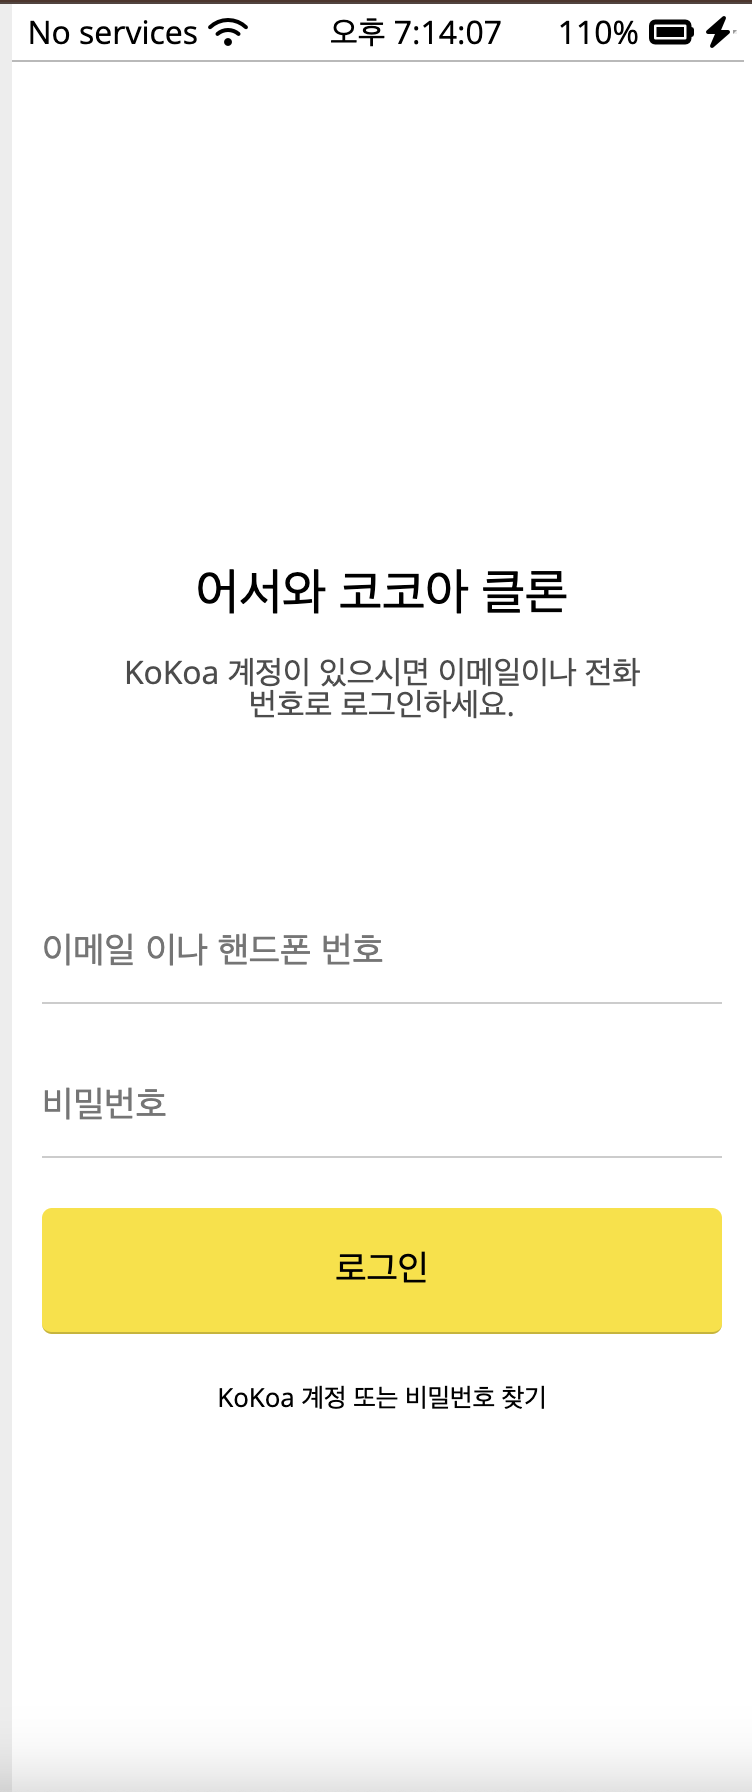 No services 오후 7:14:07 110%
어서와 코코아 클론
KoKoa 계정이 있으시면 이메일이나 전화
번호로 로그인하세요.
이메일 이나 핸드폰 번호
비밀번호
로그인
KoKoa 계정 또는 비밀번호 찾기